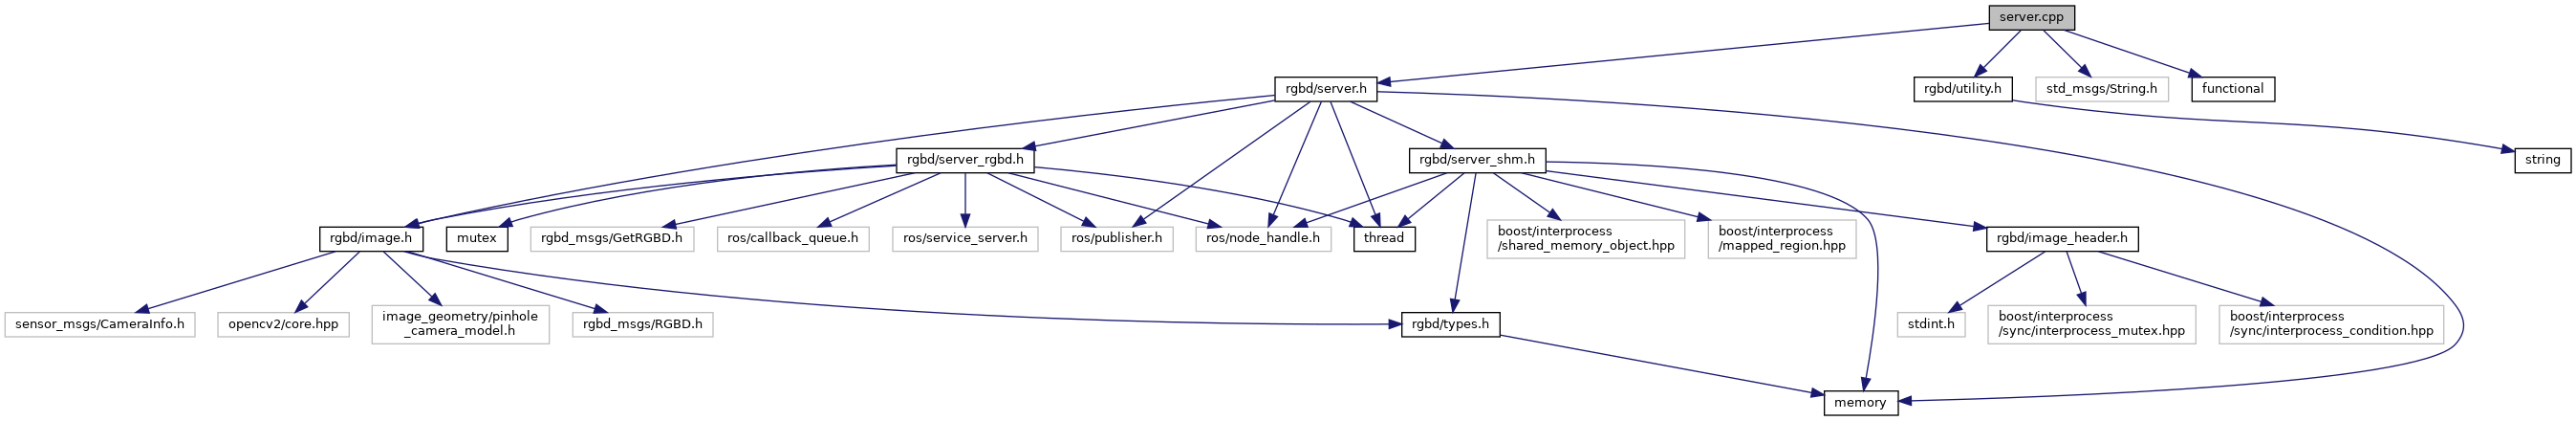 server.cpp
rgbd/server.h
rgbd/utility.h
std_msgs/String.h
functional
rgbd/server_rgbd.h
rgbd/server_shm.h
string
rgbd/image.h
mutex
rgbd_msgs/GetRGBD.h
ros/callback_queue.h
ros/service_server.h
ros/publisher.h
ros/node_handle.h
thread
boost/interprocess
/shared_memory_object.hpp
boost/interprocess
/mapped_region.hpp
rgbd/image_header.h
sensor_msgs/CameraInfo.h
opencv2/core.hpp
image_geometry/pinhole
_camera_model.h
rgbd_msgs/RGBD.h
rgbd/types.h
stdint.h
boost/interprocess
/sync/interprocess_mutex.hpp
boost/interprocess
/sync/interprocess_condition.hpp
memory